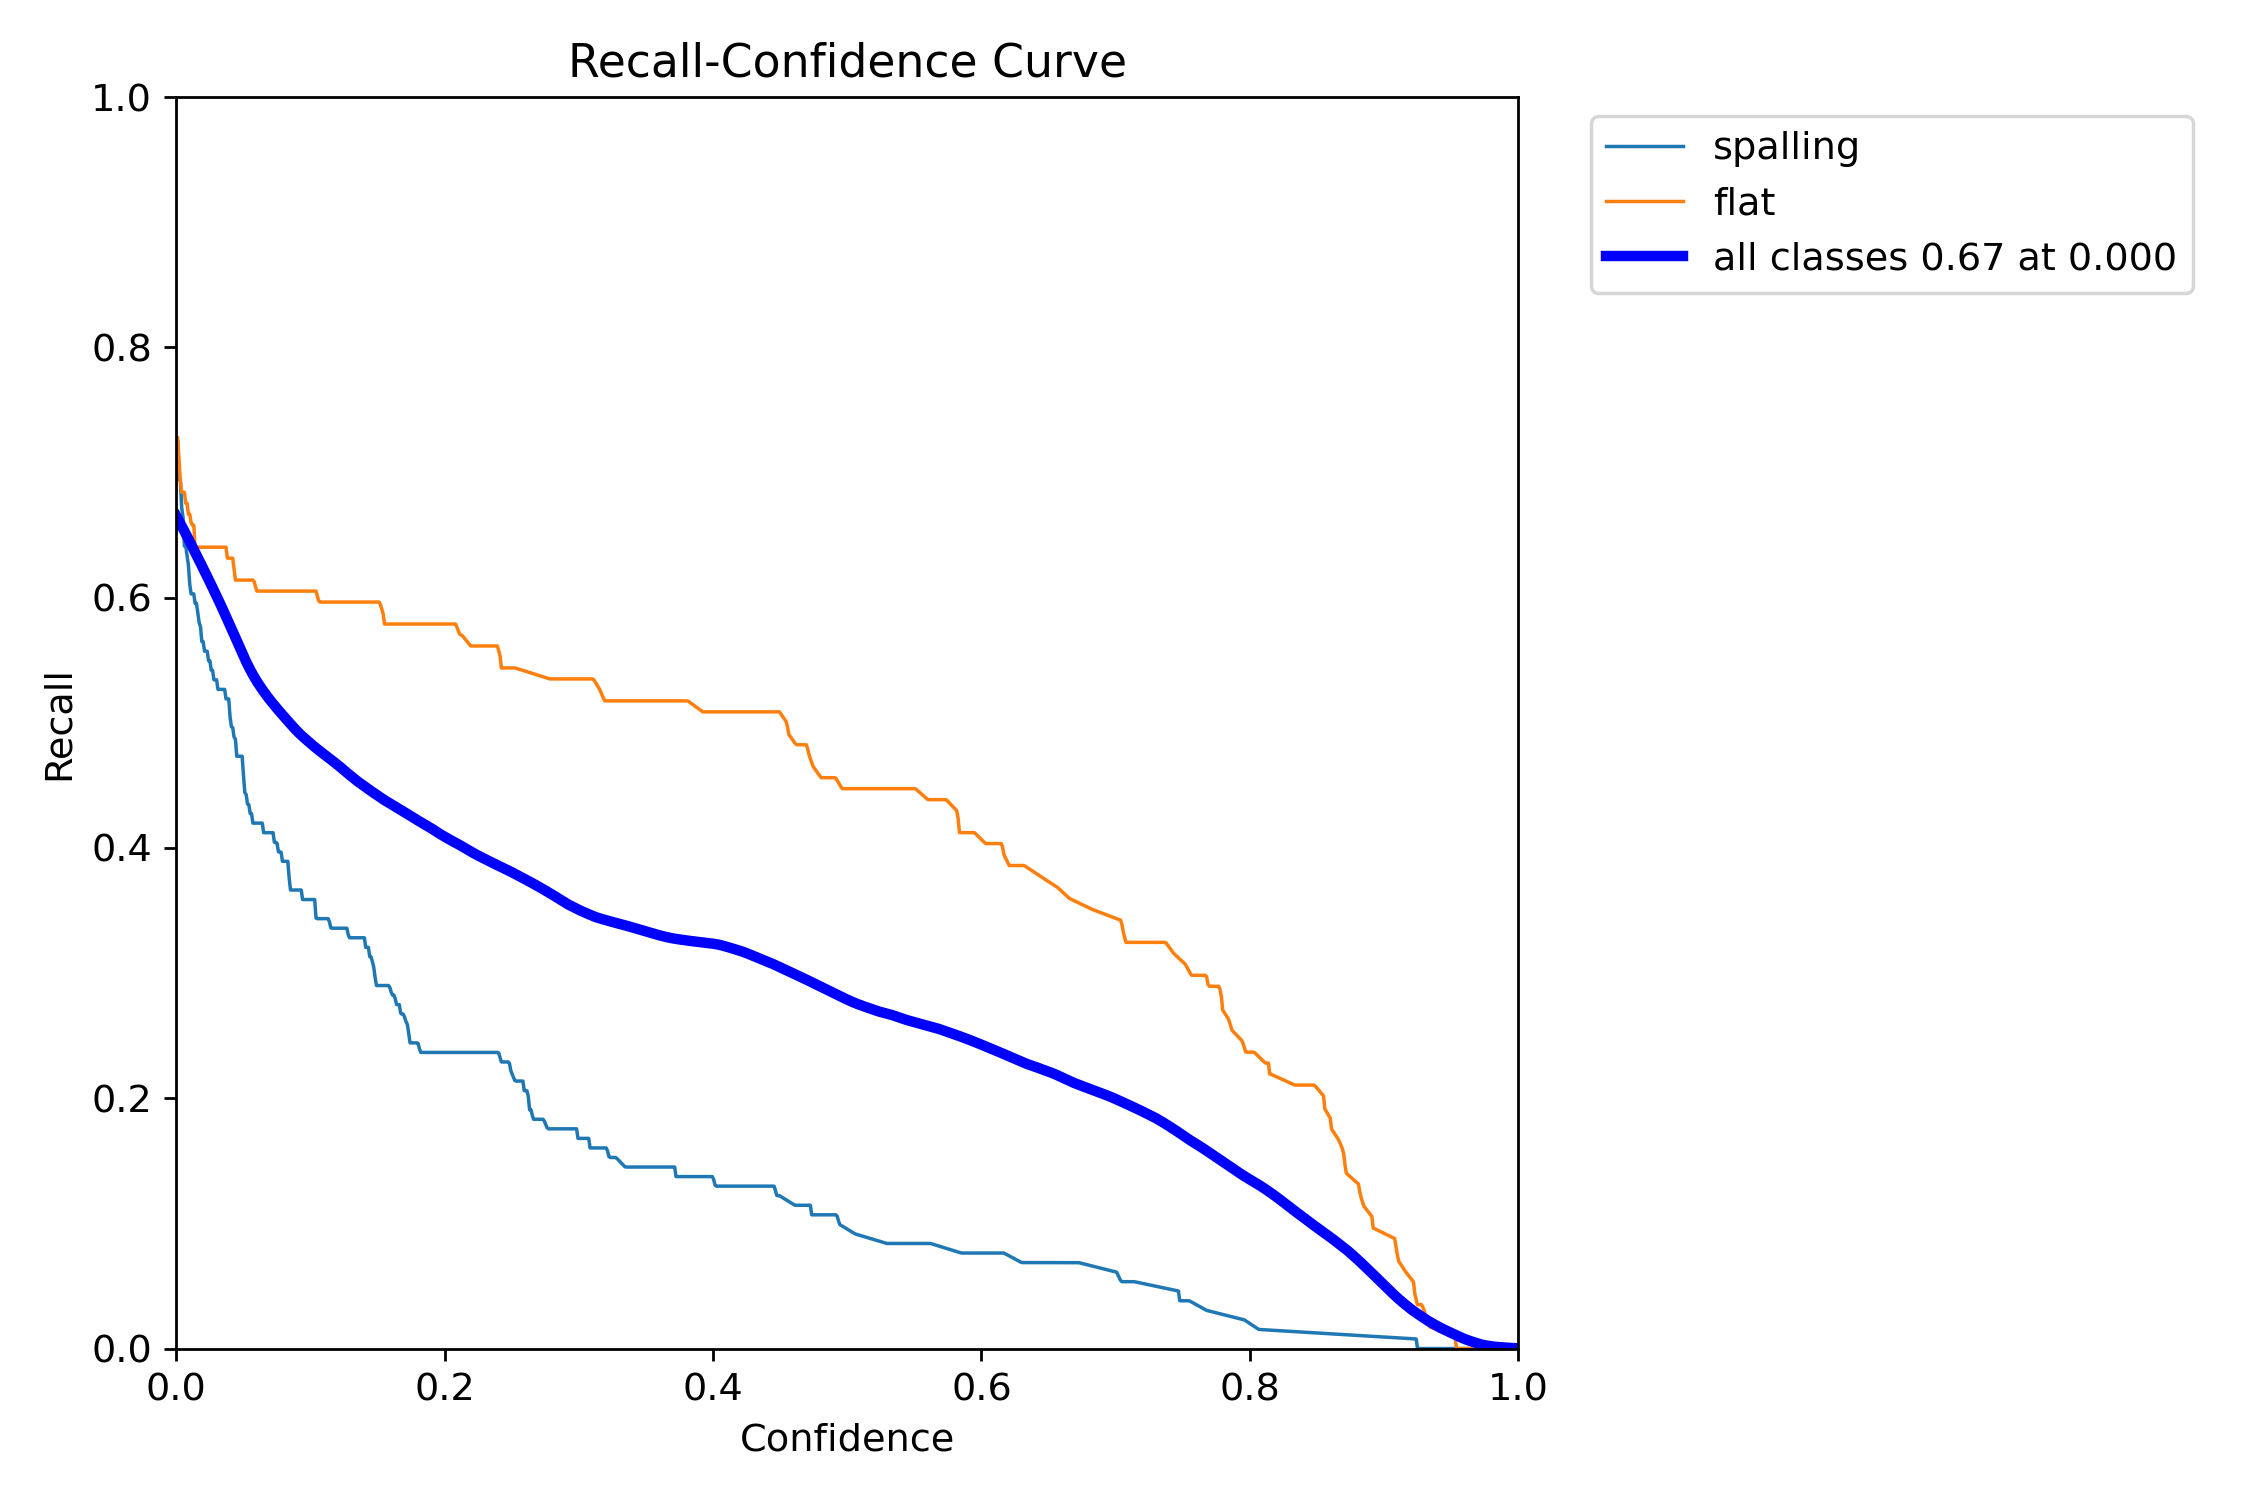 Recall-Confidence Curve
1.0
0.8
0.6
0.4
0.2
0.0
Recall
0.0 0.2 0.4 0.6 0.8 1.0
Confidence
spalling
flat
all classes 0.67 at 0.000